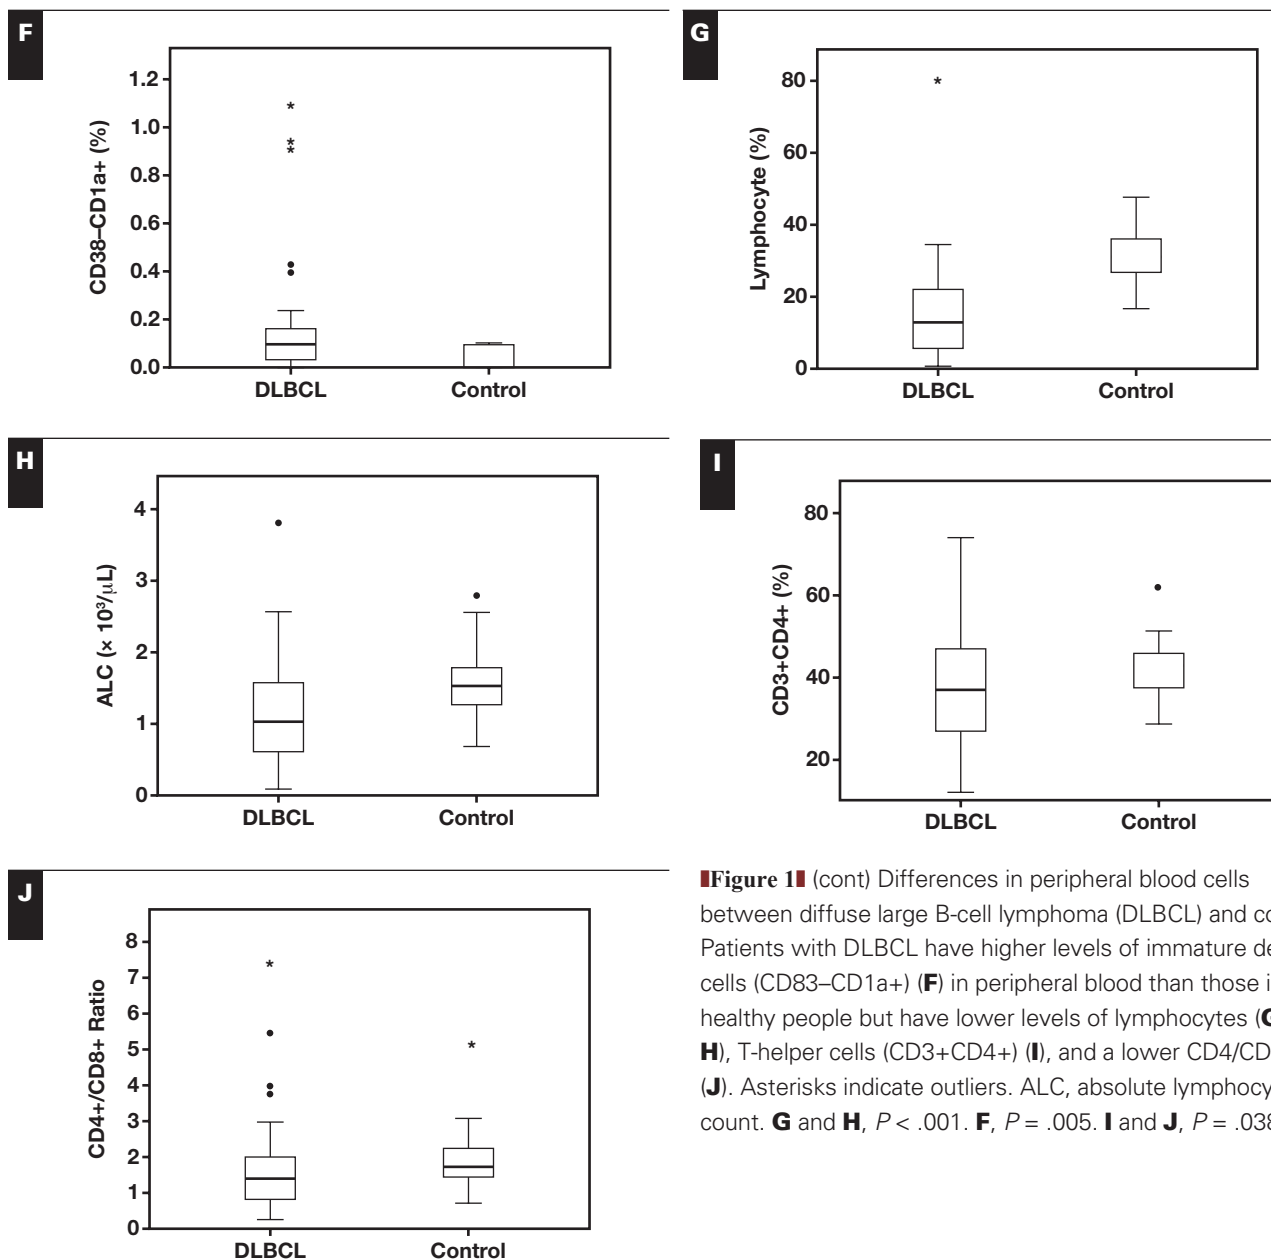 F
CD38–CD1a+ (%)
1.2
1.0
0.8
0.6
0.4
0.2
0.0
DLBCL Control
G
Lymphocyte (%)
80
60
40
20
0
DLBCL Control
H
ALC (× 10³/µL)
4
3
2
1
0
DLBCL Control
I
CD3+CD4+ (%)
80
60
40
20
DLBCL Control
J
CD4+/CD8+ Ratio
8
7
6
5
4
3
2
1
0
DLBCL Control
Figure 1 (cont) Differences in peripheral blood cells
between diffuse large B-cell lymphoma (DLBCL) and
Patients with DLBCL have higher levels of immature
cells (CD83–CD1a+) (F) in peripheral blood than those
healthy people but have lower levels of lymphocytes (G
H), T-helper cells (CD3+CD4+) (I), and a lower CD4/CD
(J). Asterisks indicate outliers. ALC, absolute
count. G and H, P < .001. F, P = .005. I and J, P = .038